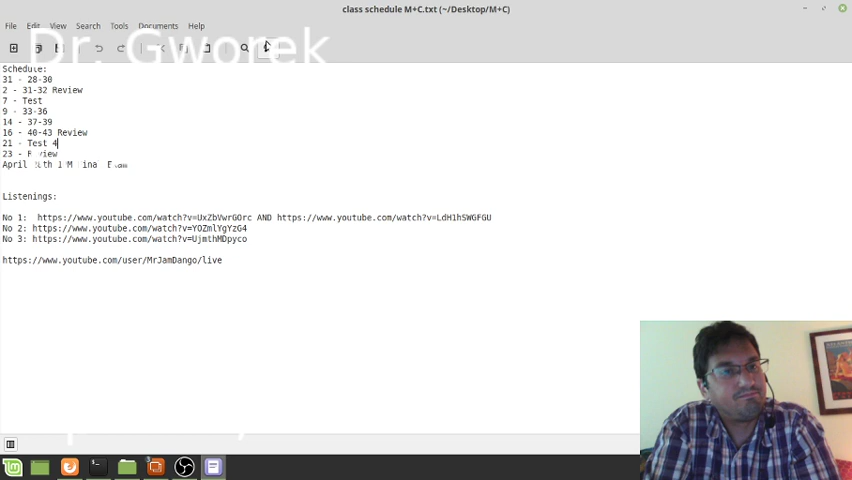 class schedule M+C.txt (~/Desktop/M+C)
File Edit View Search Tools Documents Help
Dr. Gworek
Schedule:
31 - 28-30
2 - 31-32 Review
7 - Test
9 - 33-36
14 - 37-39
16 - 40-43 Review
21 - Test 4
23 - Review
April
Listenings:
No 1: https://www.youtube.com/watch?v=UxZbVwrGOrc AND https://www.youtube.com/watch?v=LdH1hSWGFGU
No 2: https://www.youtube.com/watch?v=YOZmlYgYzG4
No 3: https://www.youtube.com/watch?v=UjmthMDpyco
https://www.youtube.com/user/MrJamDango/live